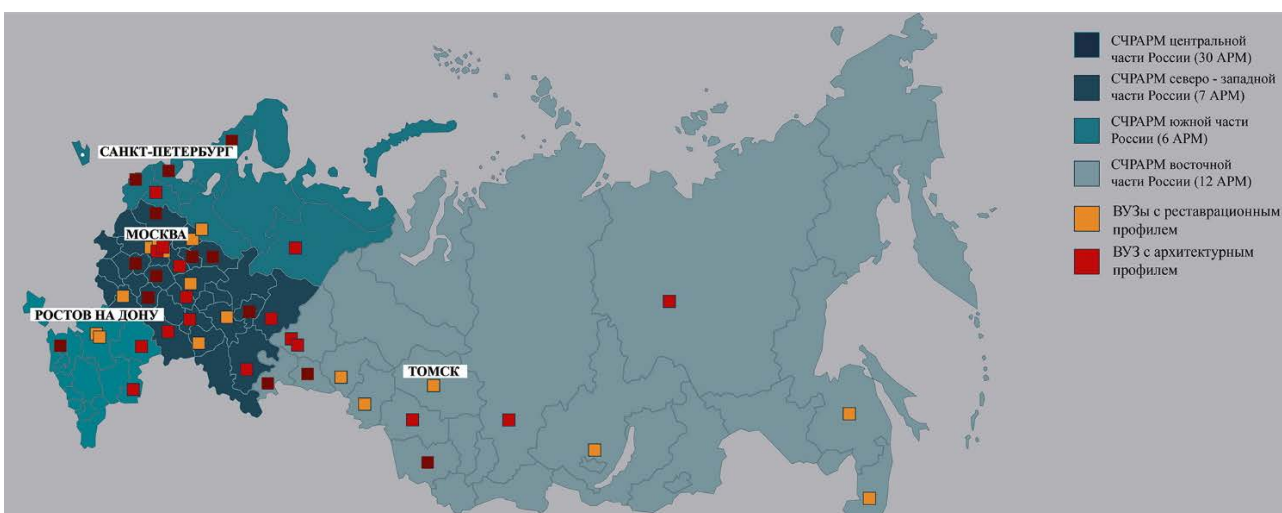 САНКТ-ПЕТЕРБУРГ
МОСКВА
РОСТОВ НА ДОНУ
ТОМСК
СЧРАРМ центральной
части России (30 АРМ)
СЧРАРМ северо - западной
части России (7 АРМ)
СЧРАРМ южной части
России (6 АРМ)
СЧРАРМ восточной
части России (12 АРМ)
ВУЗы с реставрационным
профилем
ВУЗ с архитектурным
профилем